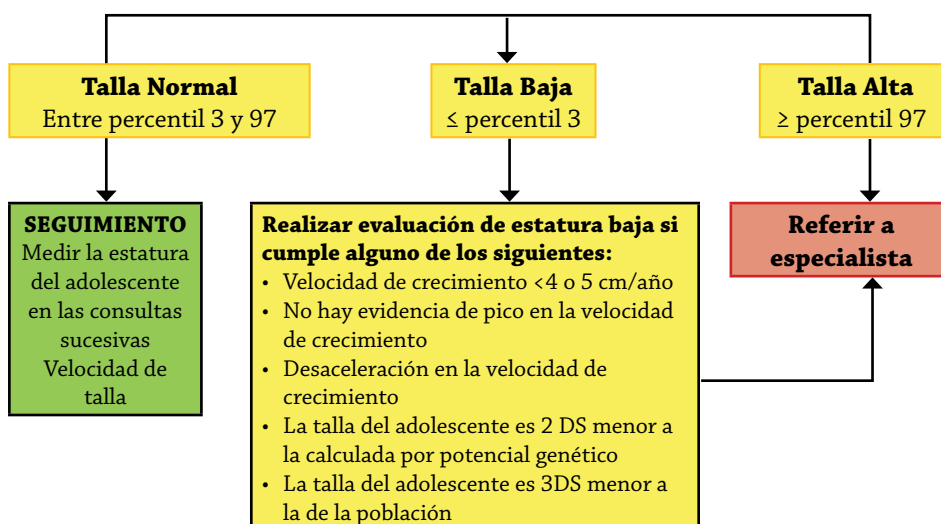 Talla Normal
Entre percentil 3 y 97
Talla Baja
≤ percentil 3
Talla Alta
≥ percentil 97
SEGUIMIENTO
Medir la estatura
del adolescente
en las consultas
sucesivas
Velocidad de
talla
Realizar evaluación de estatura baja si
cumple alguno de los siguientes:
• Velocidad de crecimiento <4 o 5 cm/año
• No hay evidencia de pico en la velocidad
de crecimiento
• Desaceleración en la velocidad de
crecimiento
• La talla del adolescente es 2 DS menor a
la calculada por potencial genético
• La talla del adolescente es 3DS menor a
la de la población
Referir a
especialista